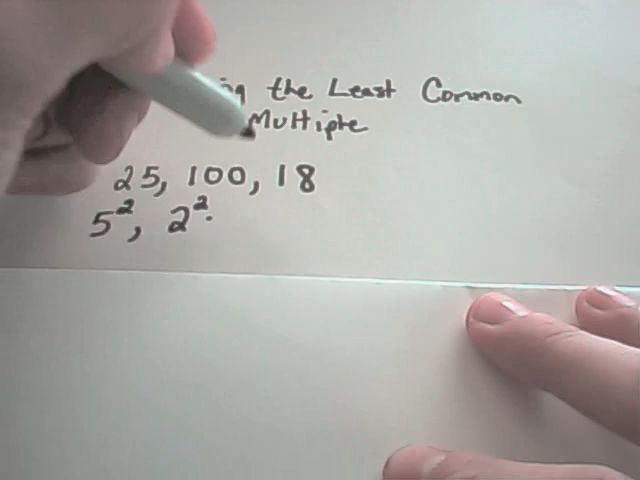 the Least Common
Multiple
25, 100, 18
5², 2².